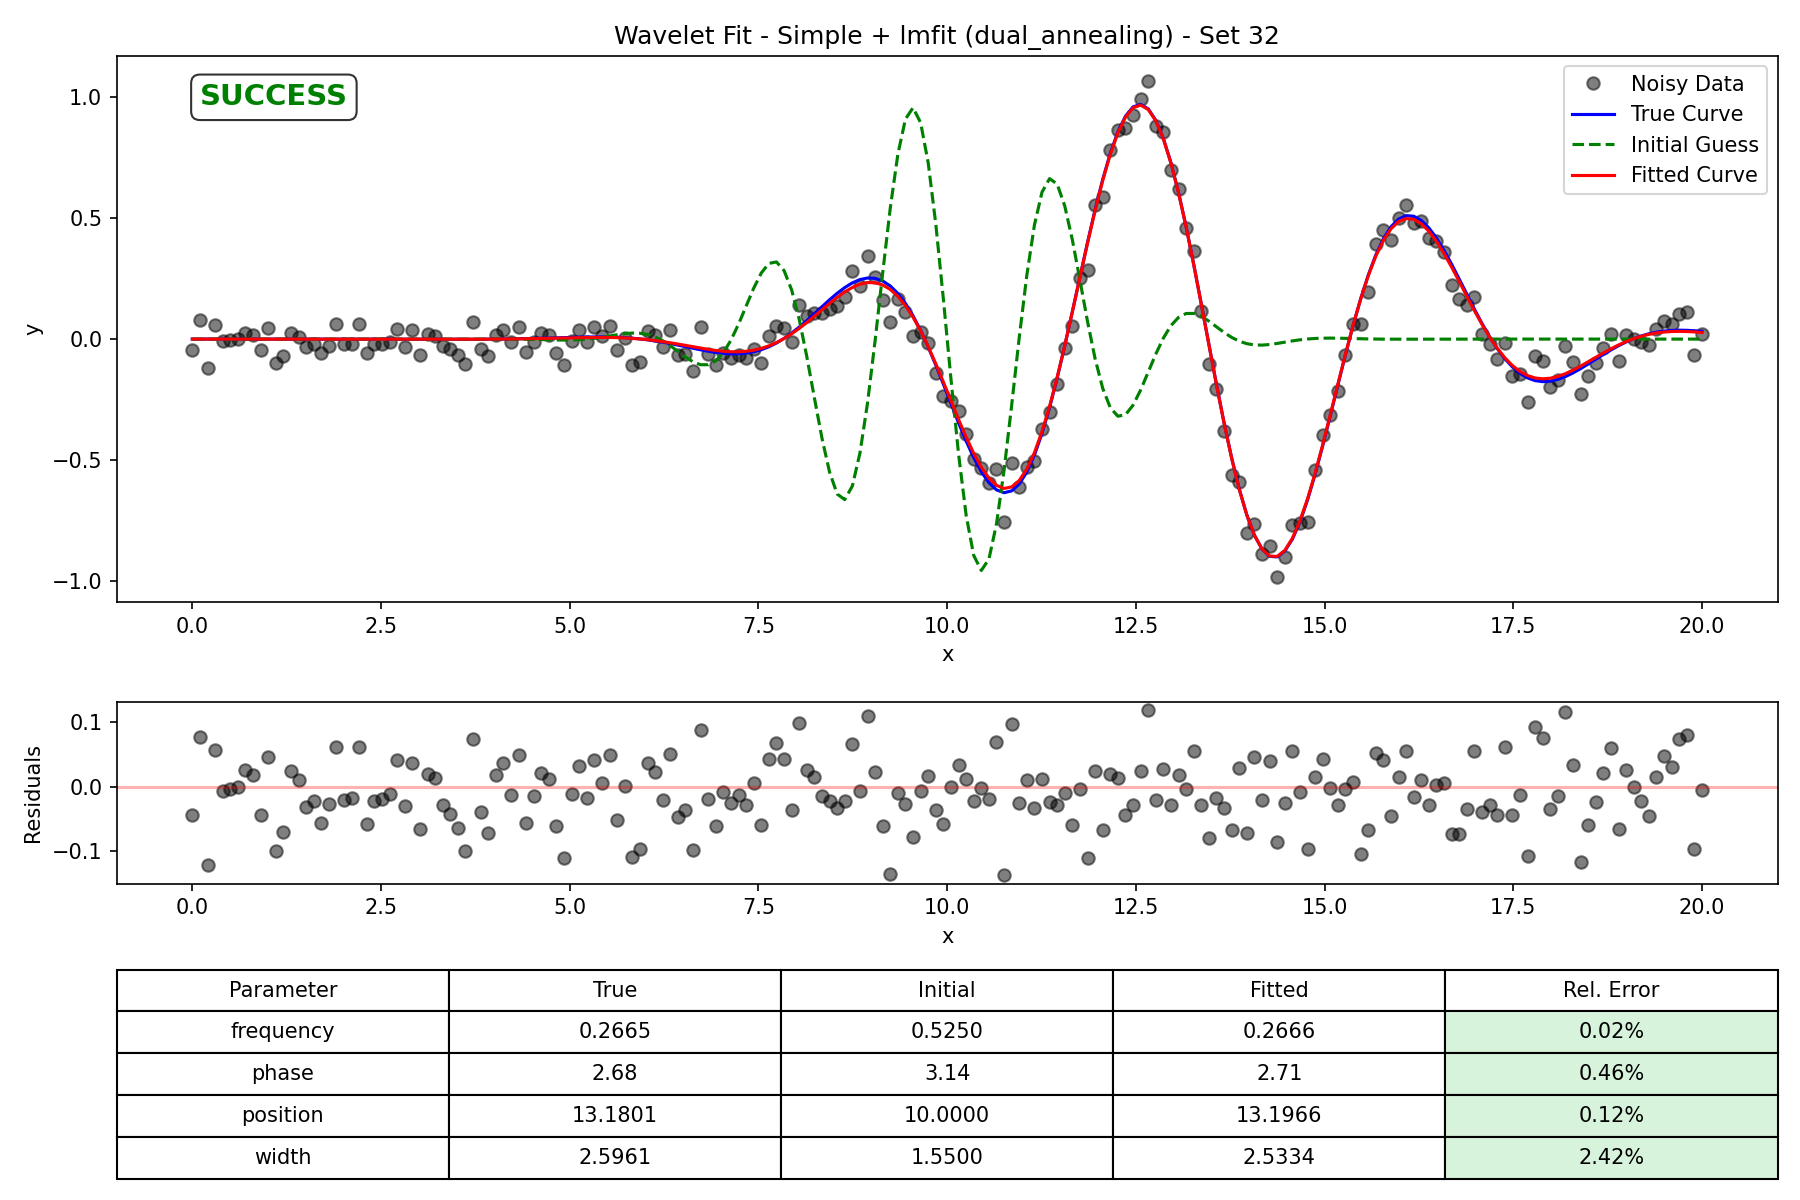 Wavelet Fit - Simple + lmfit (dual_annealing) - Set 32
SUCCESS
Noisy Data
True Curve
Initial Guess
Fitted Curve
1.0
0.5
0.0
−0.5
−1.0
y
0.0 2.5 5.0 7.5 10.0 12.5 15.0 17.5 20.0
x
0.1
0.0
−0.1
Residuals
0.0 2.5 5.0 7.5 10.0 12.5 15.0 17.5 20.0
x
Parameter True Initial Fitted Rel. Error
frequency 0.2665 0.5250 0.2666 0.02%
phase 2.68 3.14 2.71 0.46%
position 13.1801 10.0000 13.1966 0.12%
width 2.5961 1.5500 2.5334 2.42%